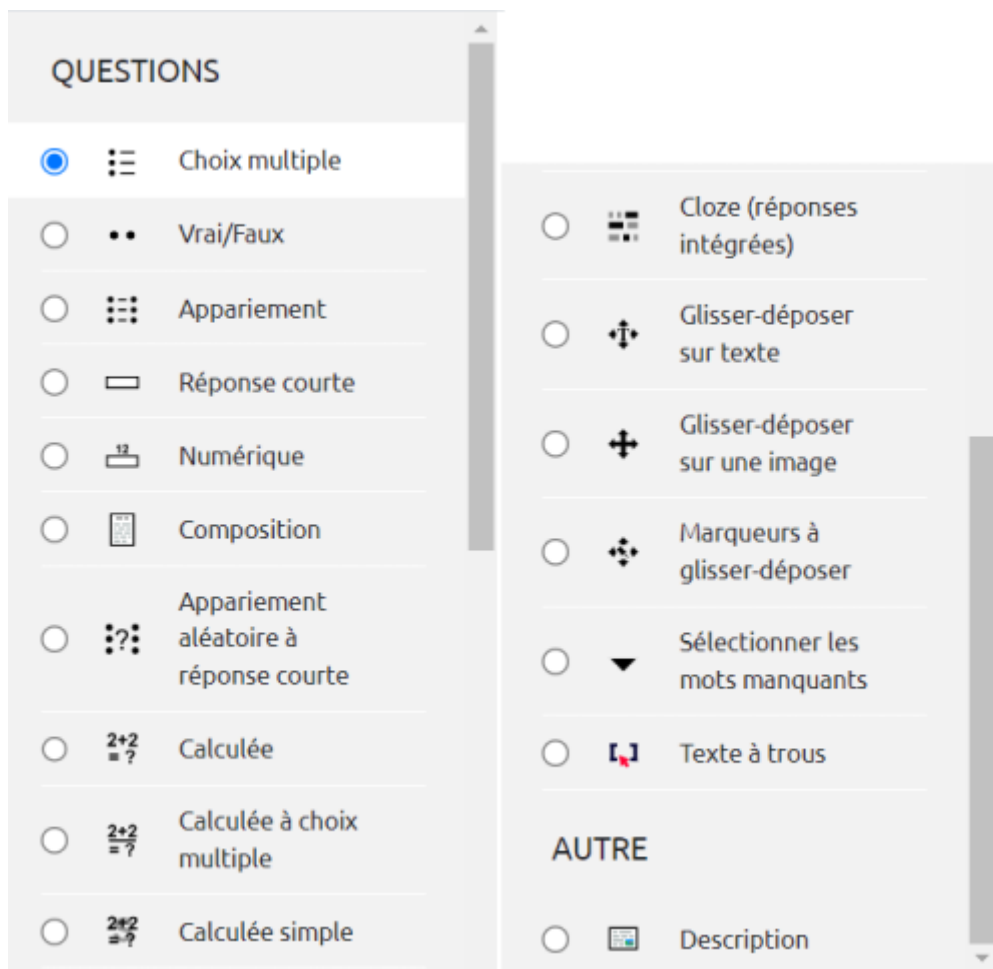 QUESTIONS
Choix multiple
Vrai/Faux
Appariement
Réponse courte
12
Numérique
Composition
Appariement
aléatoire à
?
réponse courte
2+2
= ?
Calculée
2+2
= ?
Calculée à choix
multiple
2+2
= ?
Calculée simple
Cloze (réponses
intégrées)
Glisser-déposer
sur texte
Glisser-déposer
sur une image
Marqueurs à
glisser-déposer
Sélectionner les
mots manquants
Texte à trous
AUTRE
Description